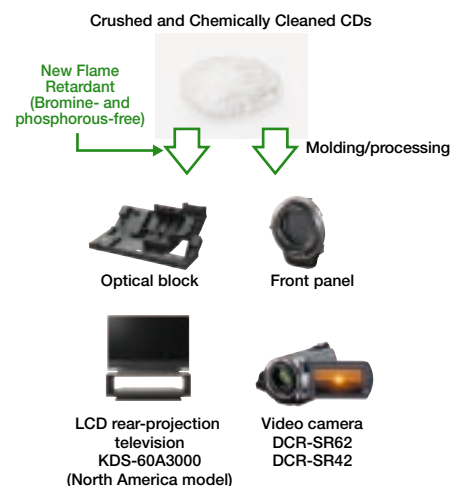 Crushed and Chemically Cleaned CDs
New Flame
Retardant
(Bromine- and
phosphorous-free)
Molding/processing
Optical block
Front panel
LCD rear-projection
television
KDS-60A3000
(North America model)
Video camera
DCR-SR62
DCR-SR42